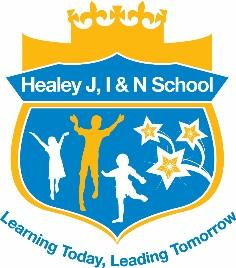 Healey J, I & N School
Learning Today, Leading Tomorrow